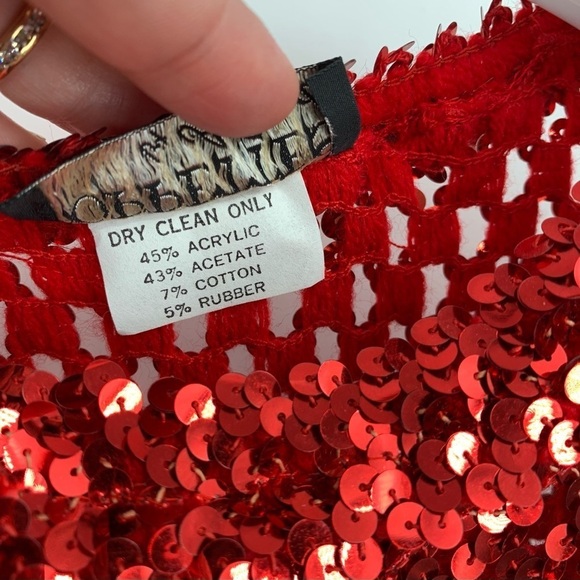 DRY CLEAN ONLY
45% ACRYLIC
43% ACETATE
7% COTTON
5% RUBBER